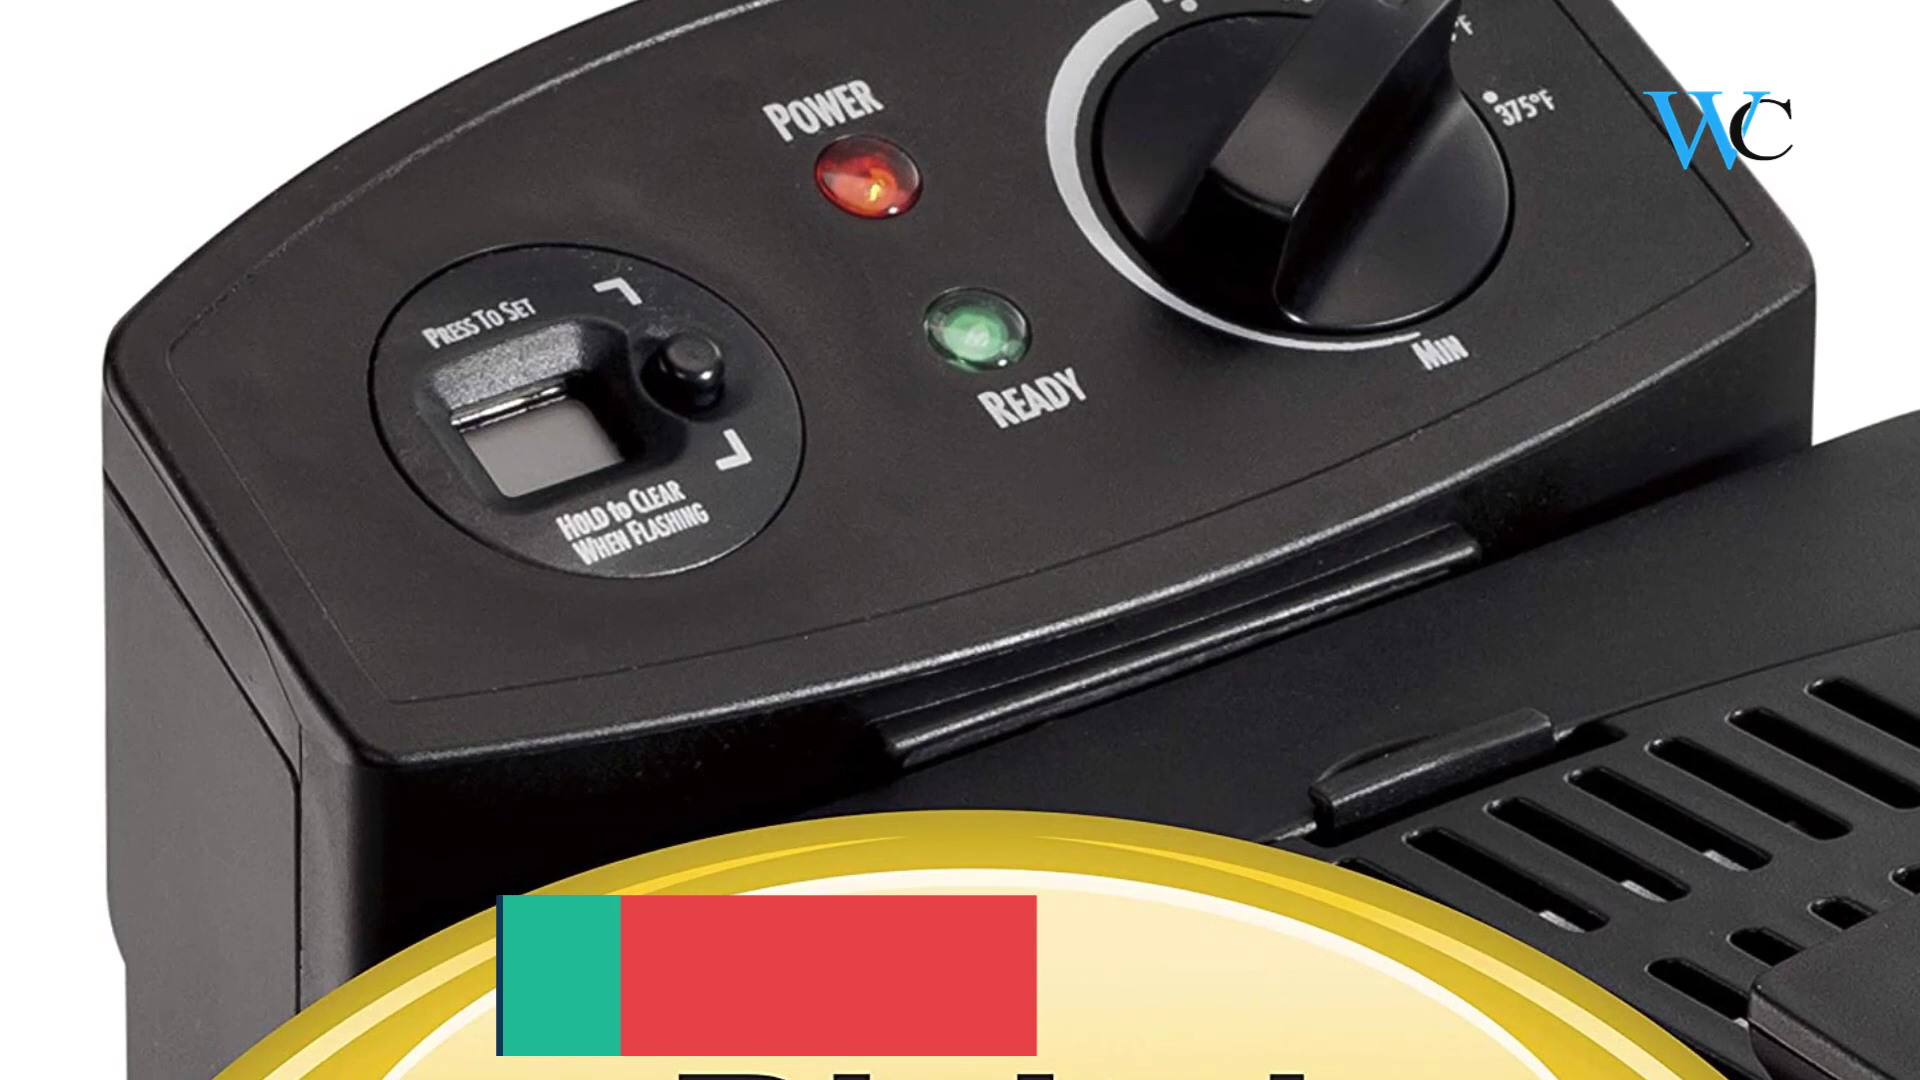 POWER
375°F
PRESS TO SET
MIN
READY
HOLD to CLEAR
WHEN FLASHING
WC